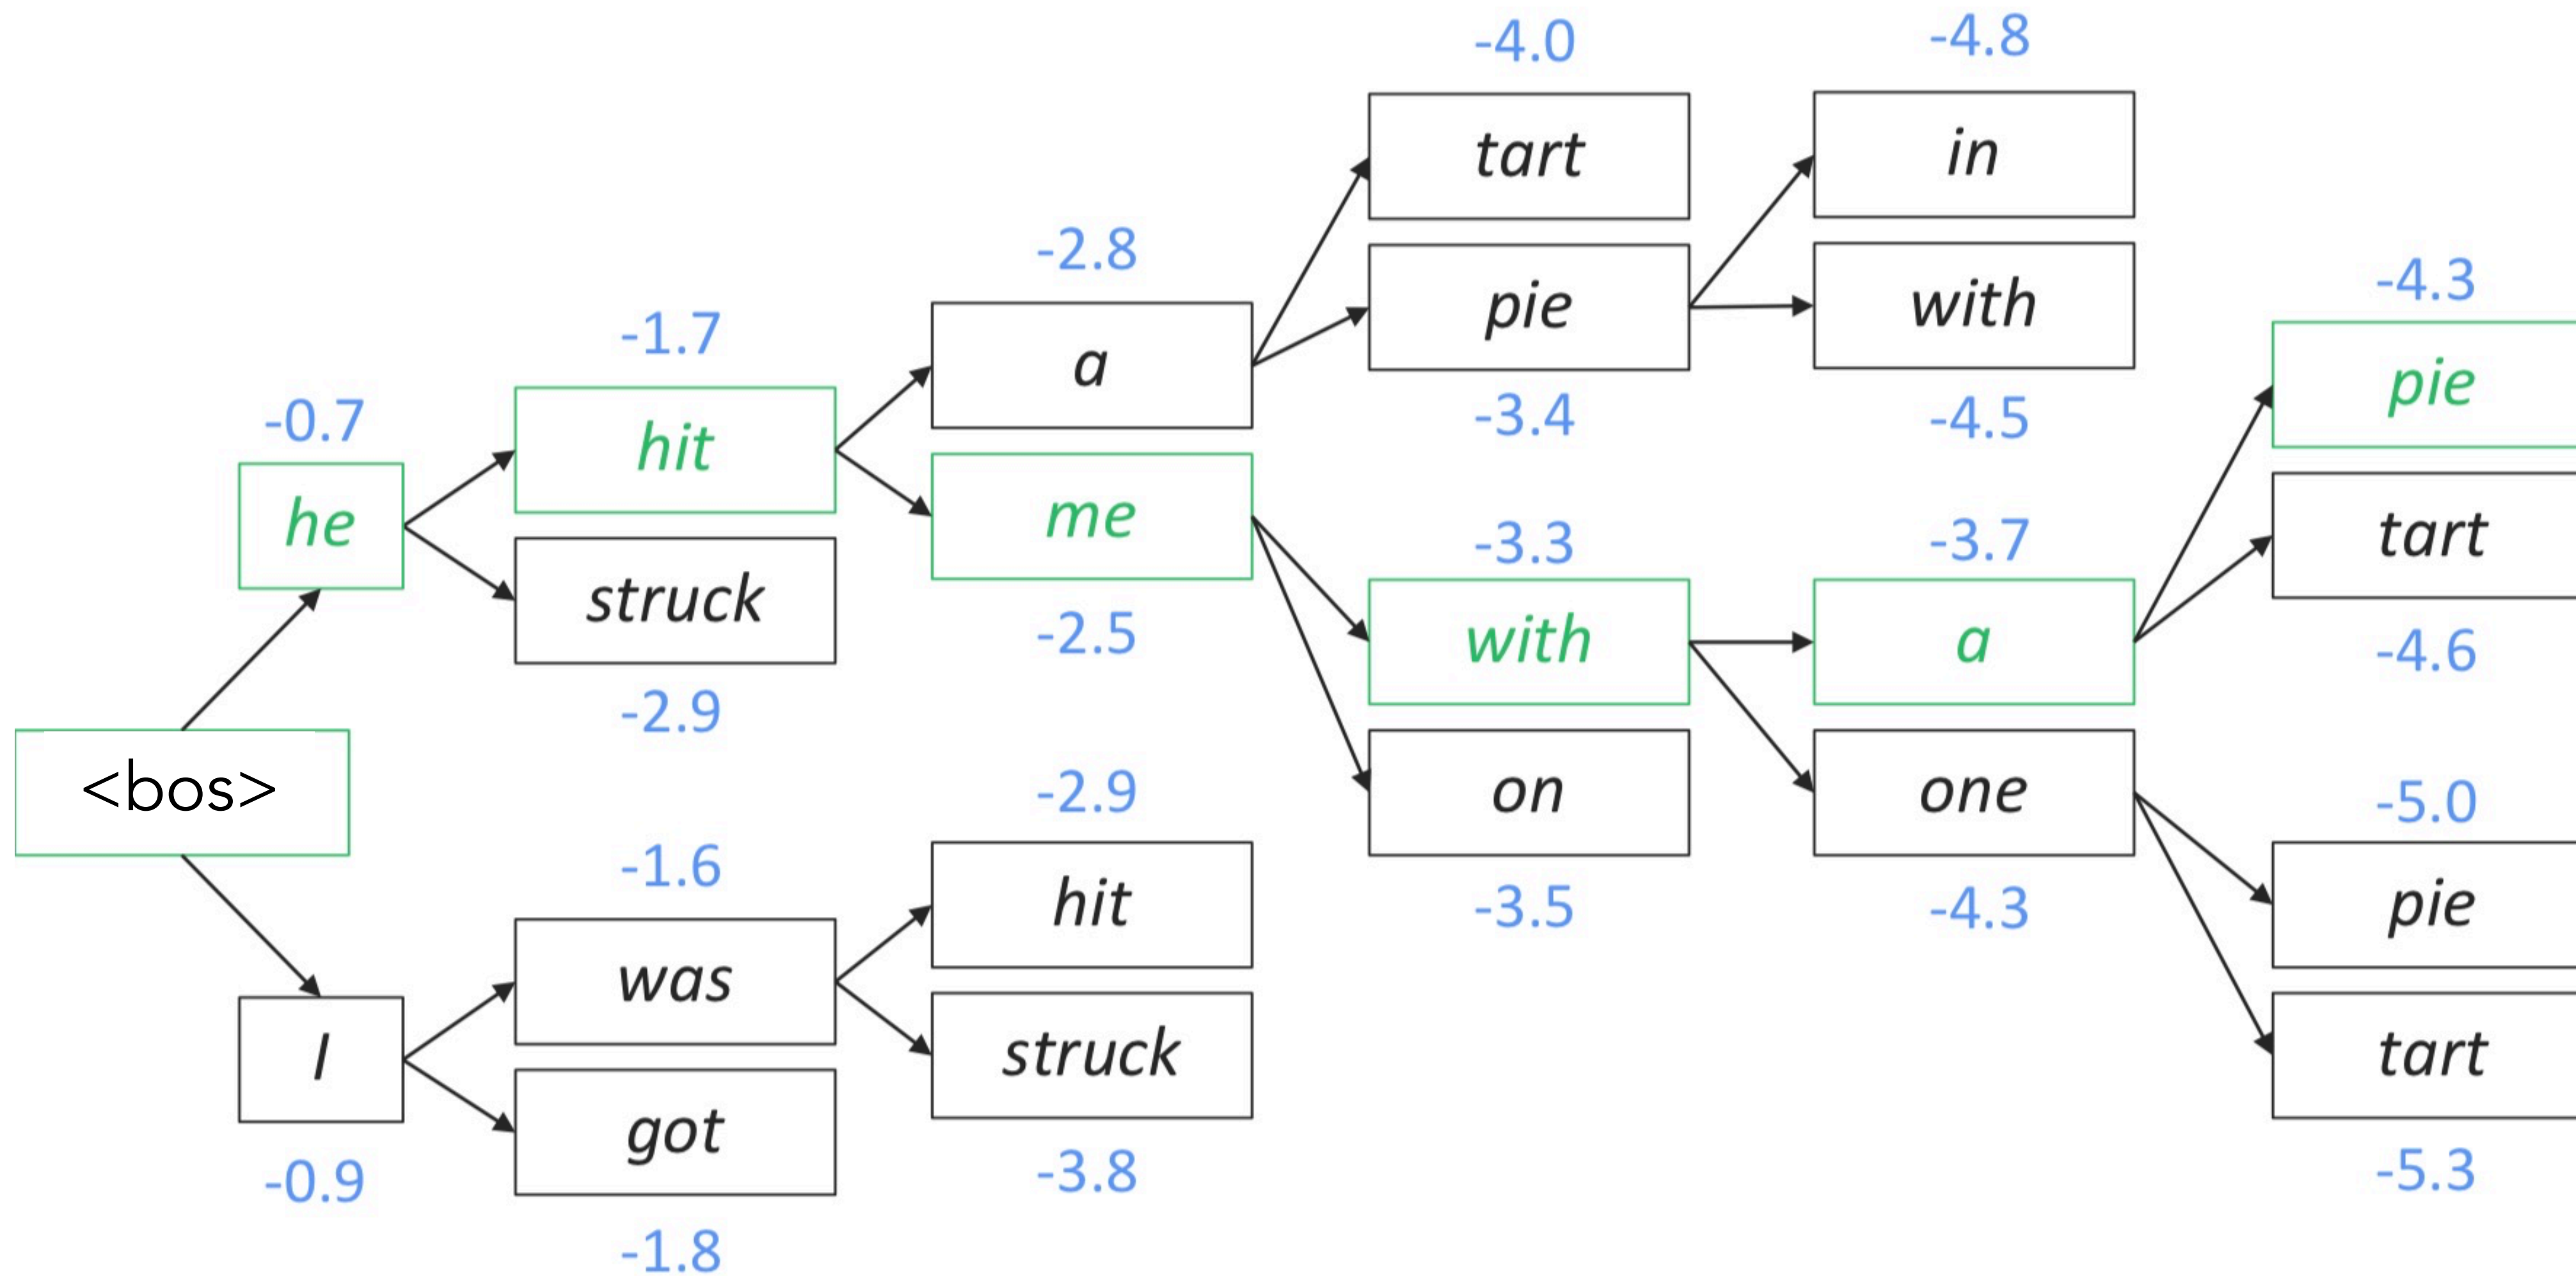 -4.0
-4.8
tart
in
-2.8
pie
with
-4.3
-1.7
a
-3.4
-4.5
pie
-0.7
hit
he
me
-3.3
-3.7
tart
struck
-2.5
with
a
-4.6
-2.9
<bos>
-2.9
on
one
-5.0
-1.6
hit
-3.5
-4.3
pie
was
I
struck
tart
got
-0.9
-3.8
-5.3
-1.8